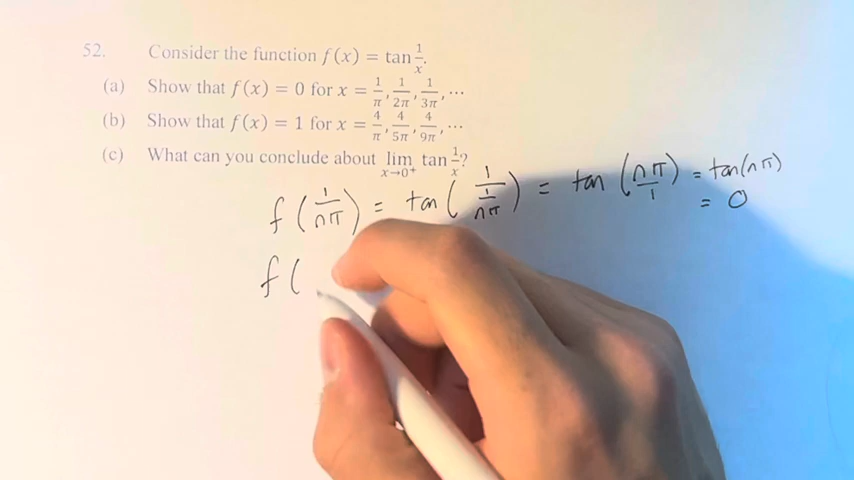 52. Consider the function f(x) = tan 1/x.
(a) Show that f(x) = 0 for x = 1/π, 1/2π, 1/3π, ⋯
(b) Show that f(x) = 1 for x = 4/π, 4/5π, 4/9π, ⋯
(c) What can you conclude about lim x→0⁺ tan 1/x?
f(1/nπ) = tan(1/(1/nπ)) = tan(nπ/1) = tan(nπ)
= 0
f(